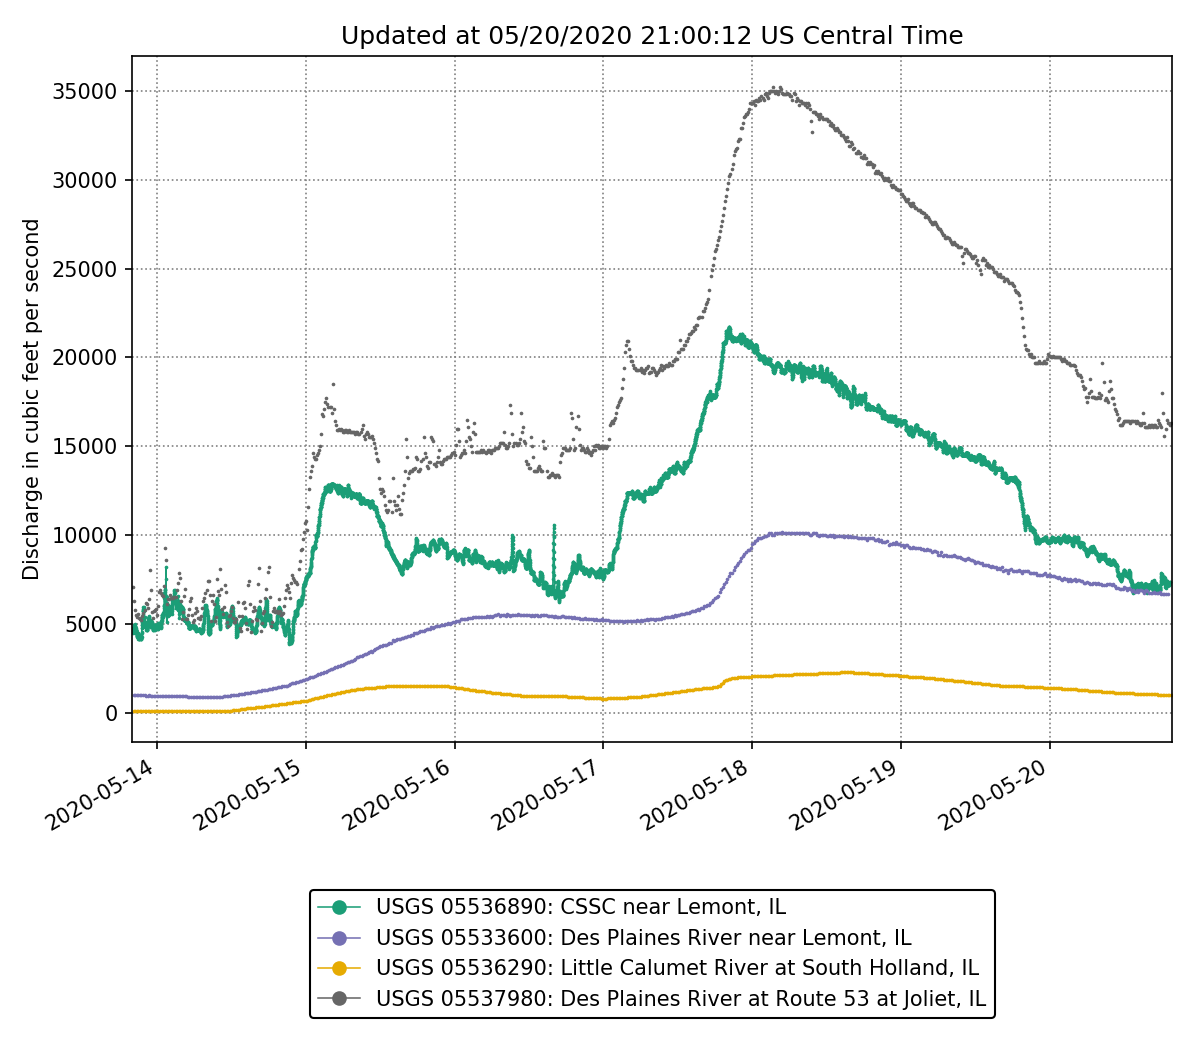 Updated at 05/20/2020 21:00:12 US Central Time
Discharge in cubic feet per second
35000
30000
25000
20000
15000
10000
5000
0
2020-05-14
2020-05-15
2020-05-16
2020-05-17
2020-05-18
2020-05-19
2020-05-20
USGS 05536890: CSSC near Lemont, IL
USGS 05533600: Des Plaines River near Lemont, IL
USGS 05536290: Little Calumet River at South Holland, IL
USGS 05537980: Des Plaines River at Route 53 at Joliet, IL